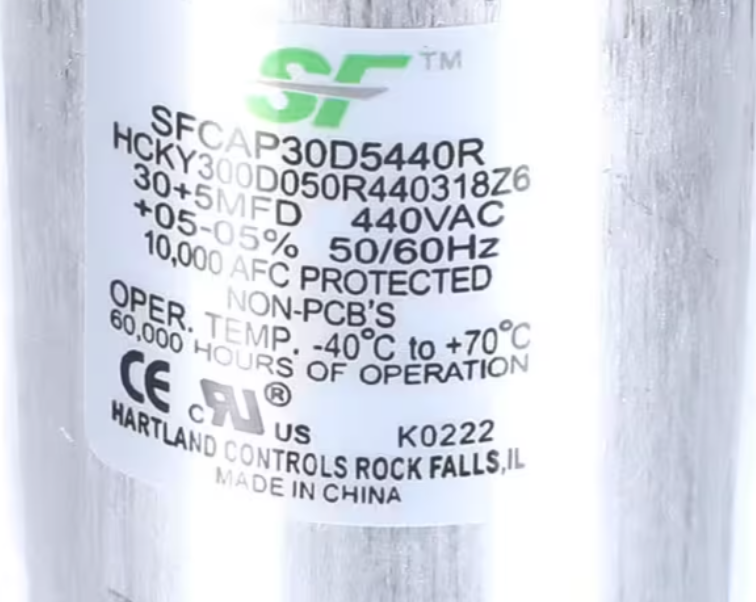 SF™
SFCAP30D5440R
HCKY300D050R440318Z6
30+5MFD 440VAC
+05-05% 50/60Hz
10,000 AFC PROTECTED
NON-PCB'S
OPER. TEMP. -40°C to +70°C
60,000 HOURS OF OPERATION
CE C RU® US K0222
HARTLAND CONTROLS ROCK FALLS,IL
MADE IN CHINA